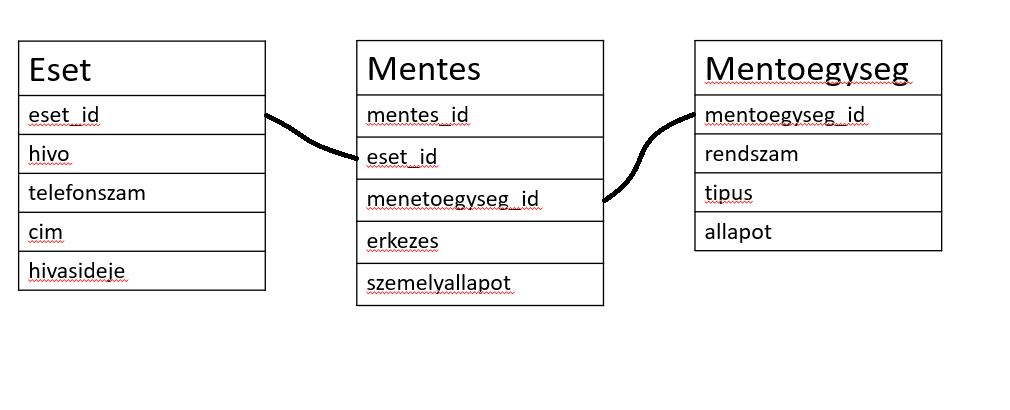 Eset
eset_id
hivo
telefonszam
cim
hivasideje
Mentes
mentes_id
eset_id
menetoegyseg_id
erkezes
szemelyallapot
Mentoegyseg
mentoegyseg_id
rendszam
tipus
allapot